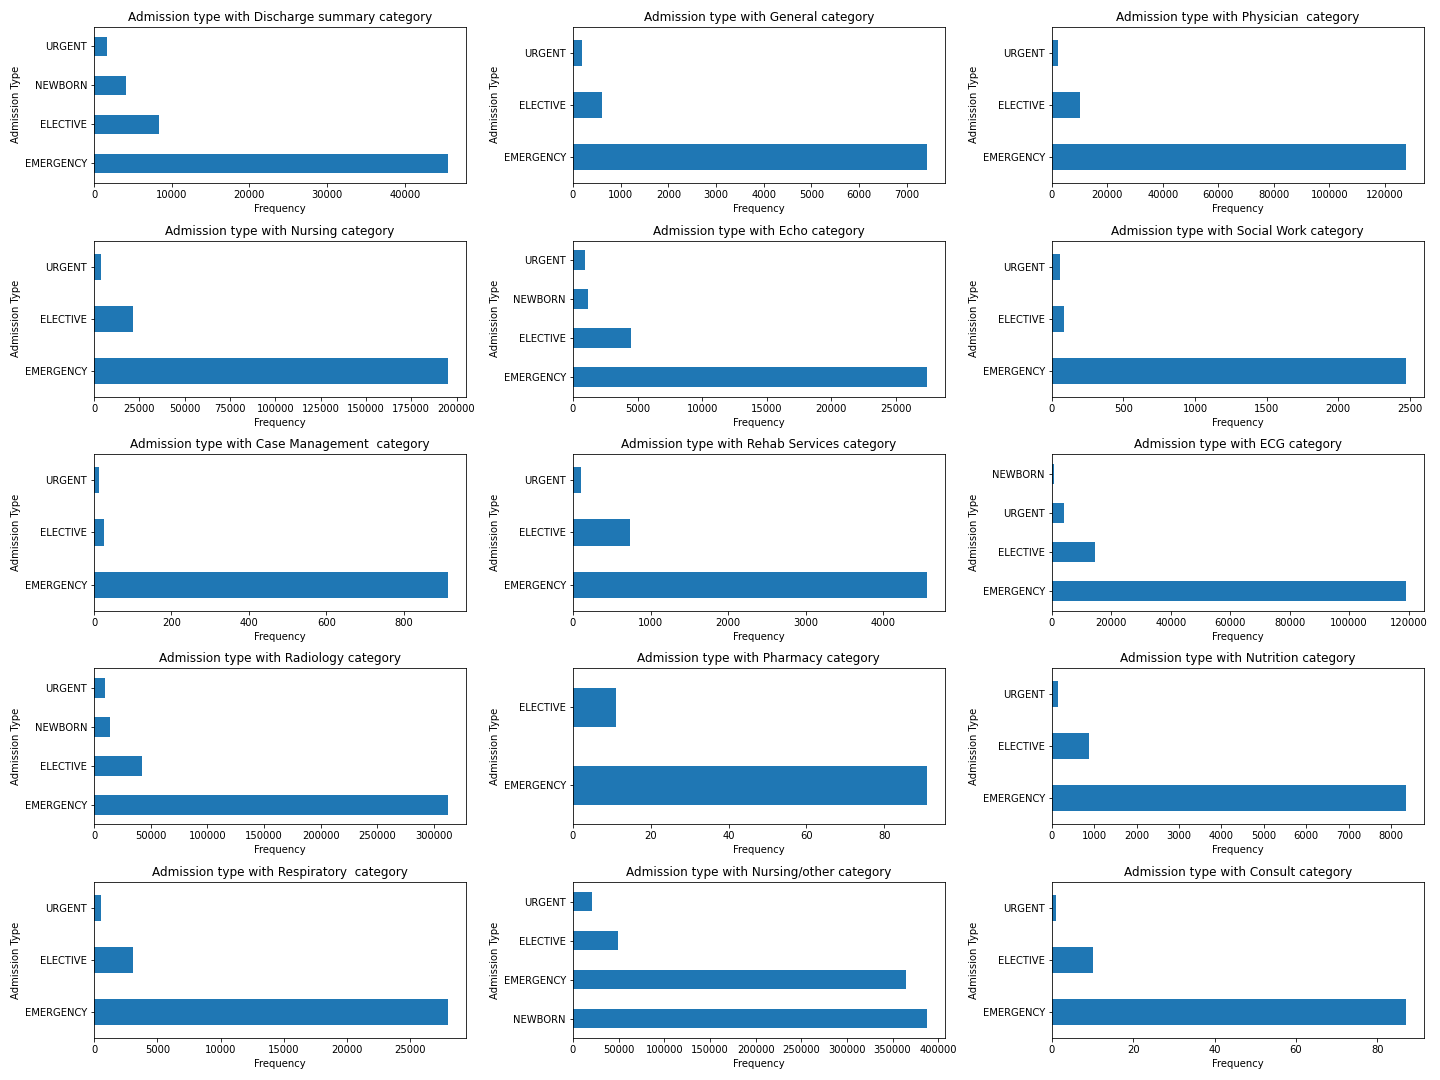 Admission type with Discharge summary category
Admission Type
URGENT
NEWBORN
ELECTIVE
EMERGENCY
0 10000 20000 30000 40000
Frequency
Admission type with General category
Admission Type
URGENT
ELECTIVE
EMERGENCY
0 1000 2000 3000 4000 5000 6000 7000
Frequency
Admission type with Physician  category
Admission Type
URGENT
ELECTIVE
EMERGENCY
0 20000 40000 60000 80000 100000 120000
Frequency
Admission type with Nursing category
Admission Type
URGENT
ELECTIVE
EMERGENCY
0 25000 50000 75000 100000 125000 150000 175000 200000
Frequency
Admission type with Echo category
Admission Type
URGENT
NEWBORN
ELECTIVE
EMERGENCY
0 5000 10000 15000 20000 25000
Frequency
Admission type with Social Work category
Admission Type
URGENT
ELECTIVE
EMERGENCY
0 500 1000 1500 2000 2500
Frequency
Admission type with Case Management  category
Admission Type
URGENT
ELECTIVE
EMERGENCY
0 200 400 600 800
Frequency
Admission type with Rehab Services category
Admission Type
URGENT
ELECTIVE
EMERGENCY
0 1000 2000 3000 4000
Frequency
Admission type with ECG category
Admission Type
NEWBORN
URGENT
ELECTIVE
EMERGENCY
0 20000 40000 60000 80000 100000 120000
Frequency
Admission type with Radiology category
Admission Type
URGENT
NEWBORN
ELECTIVE
EMERGENCY
0 50000 100000 150000 200000 250000 300000
Frequency
Admission type with Pharmacy category
Admission Type
ELECTIVE
EMERGENCY
0 20 40 60 80
Frequency
Admission type with Nutrition category
Admission Type
URGENT
ELECTIVE
EMERGENCY
0 1000 2000 3000 4000 5000 6000 7000 8000
Frequency
Admission type with Respiratory  category
Admission Type
URGENT
ELECTIVE
EMERGENCY
0 5000 10000 15000 20000 25000
Frequency
Admission type with Nursing/other category
Admission Type
URGENT
ELECTIVE
EMERGENCY
NEWBORN
0 50000 100000 150000 200000 250000 300000 350000 400000
Frequency
Admission type with Consult category
Admission Type
URGENT
ELECTIVE
EMERGENCY
0 20 40 60 80
Frequency